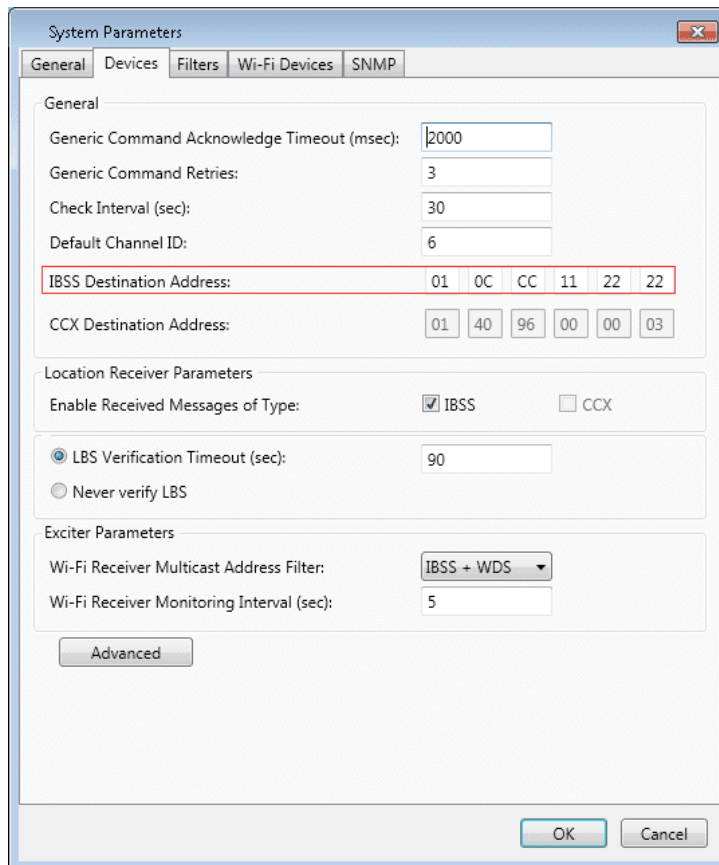 System Parameters
General Devices Filters Wi-Fi Devices SNMP
General
Generic Command Acknowledge Timeout (msec): 2000
Generic Command Retries: 3
Check Interval (sec): 30
Default Channel ID: 6
IBSS Destination Address: 01 0C CC 11 22 22
CCX Destination Address: 01 40 96 00 00 03
Location Receiver Parameters
Enable Received Messages of Type: IBSS CCX
LBS Verification Timeout (sec): 90
Never verify LBS
Exciter Parameters
Wi-Fi Receiver Multicast Address Filter: IBSS + WDS
Wi-Fi Receiver Monitoring Interval (sec): 5
Advanced
OK Cancel